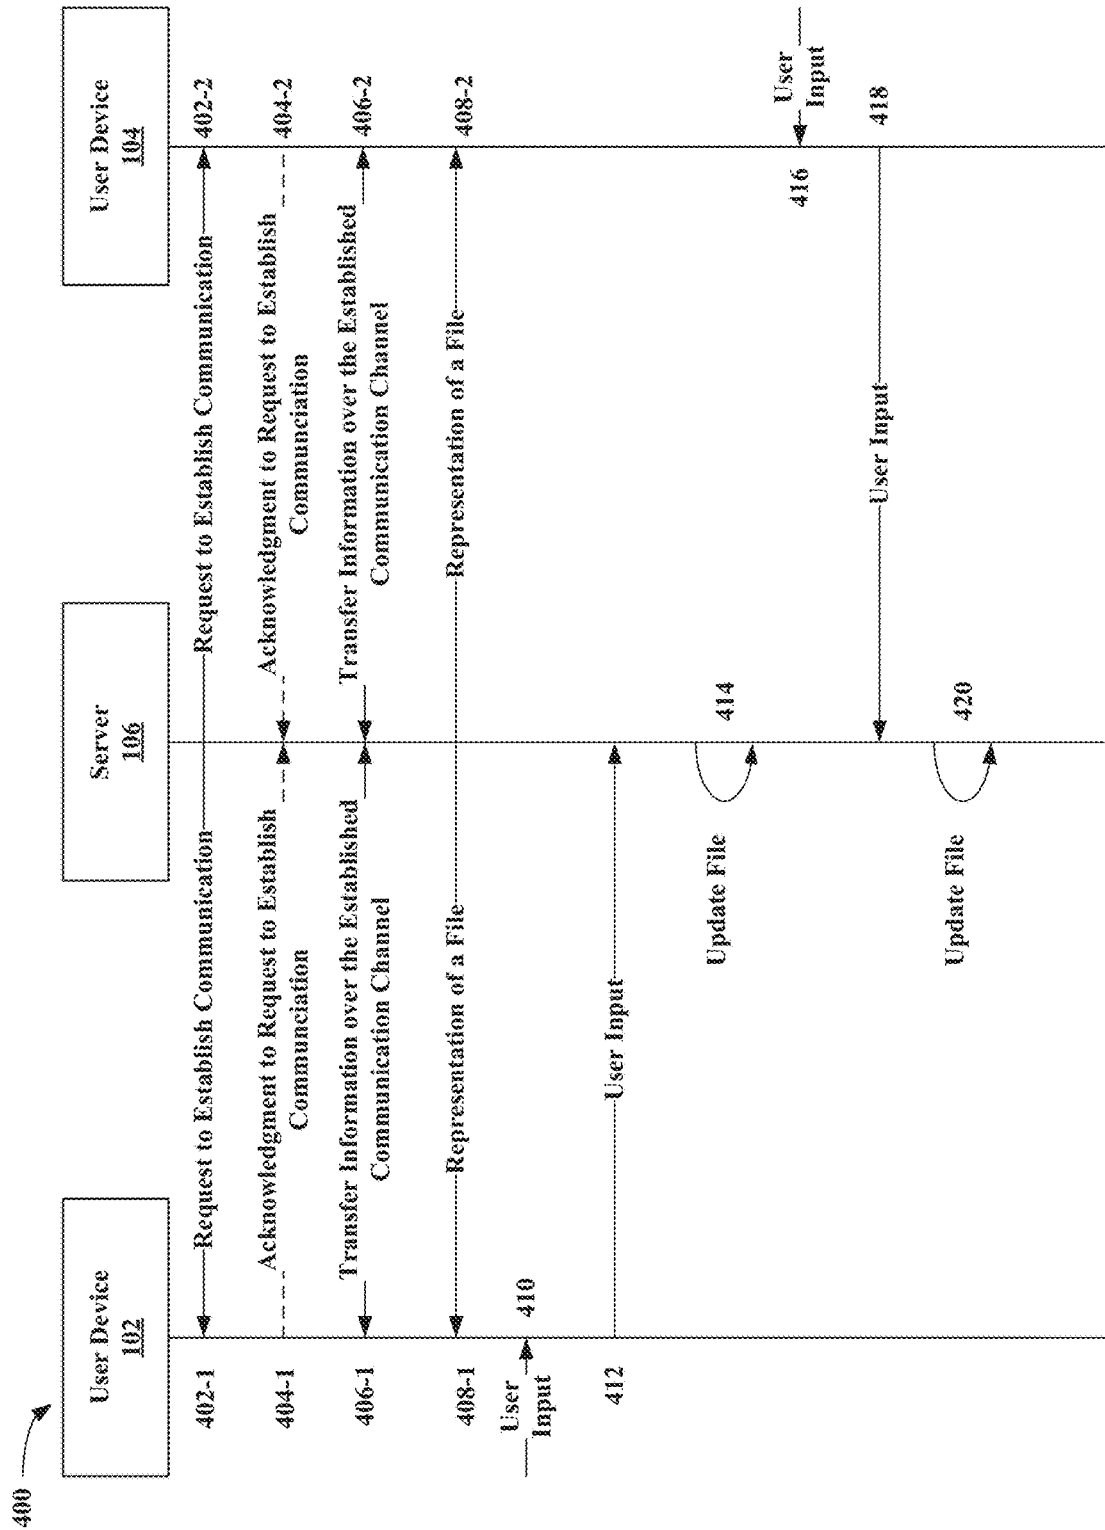 400
User Device
102
Server
106
User Device
104
402-1
Request to Establish Communication
Request to Establish Communication
402-2
404-1
Acknowledgment to Request to Establish
Communciation
Acknowledgment to Request to Establish
Communciation
404-2
406-1
Transfer Information over the Established
Communication Channel
Transfer Information over the Established
Communication Channel
406-2
408-1
Representation of a File
Representation of a File
408-2
User
Input
410
412
User Input
Update File
414
416
User
Input
User Input
418
Update File
420